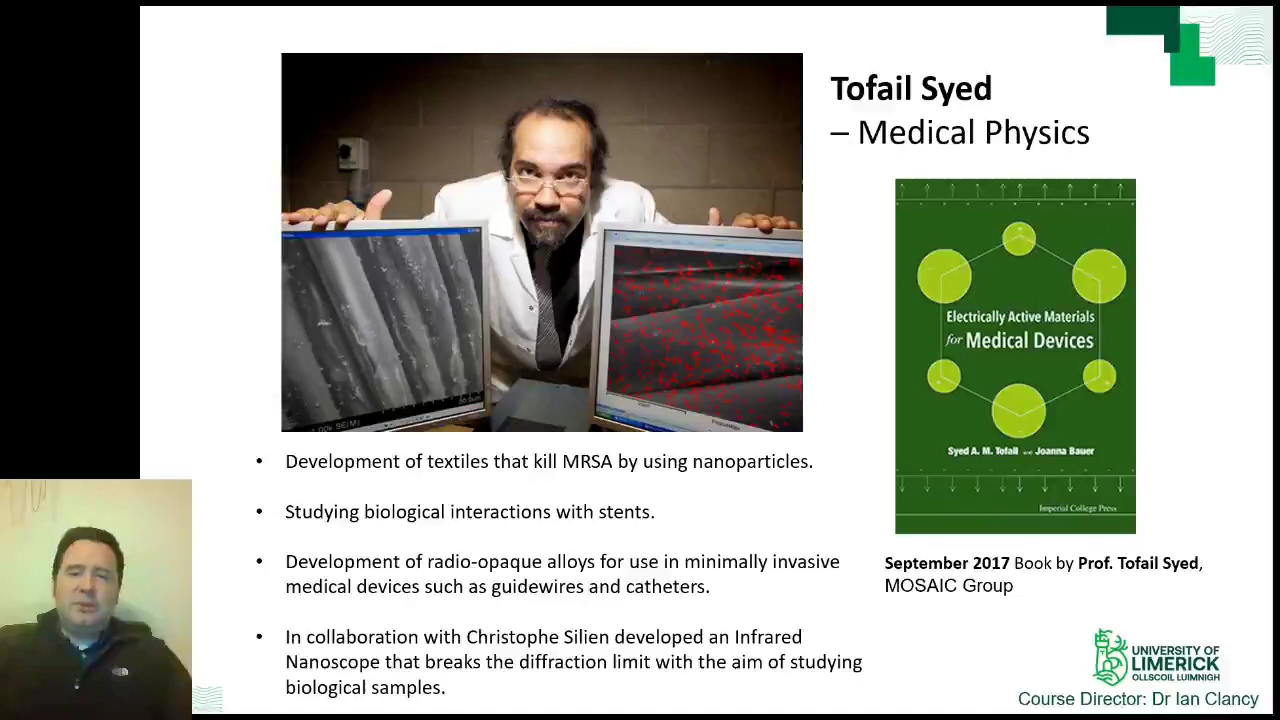 Tofail Syed
– Medical Physics
Electrically Active Materials
for Medical Devices
Syed A. M. Tofail and Joanna Bauer
Imperial College Press
• Development of textiles that kill MRSA by using nanoparticles.
• Studying biological interactions with stents.
• Development of radio-opaque alloys for use in minimally invasive
medical devices such as guidewires and catheters.
• In collaboration with Christophe Silien developed an Infrared
Nanoscope that breaks the diffraction limit with the aim of studying
biological samples.
September 2017 Book by Prof. Tofail Syed,
MOSAIC Group
UNIVERSITY OF
LIMERICK
OLLSCOIL LUIMNIGH
Course Director: Dr Ian Clancy